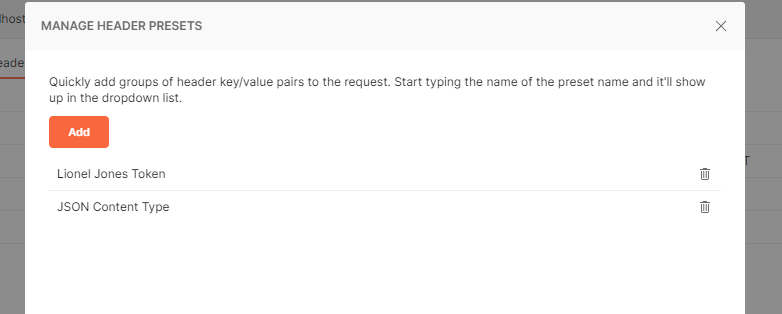 lhost
MANAGE HEADER PRESETS
eade
Quickly add groups of header key/value pairs to the request. Start typing the name of the preset name and it'll show
up in the dropdown list.
Add
Lionel Jones Token
T
JSON Content Type